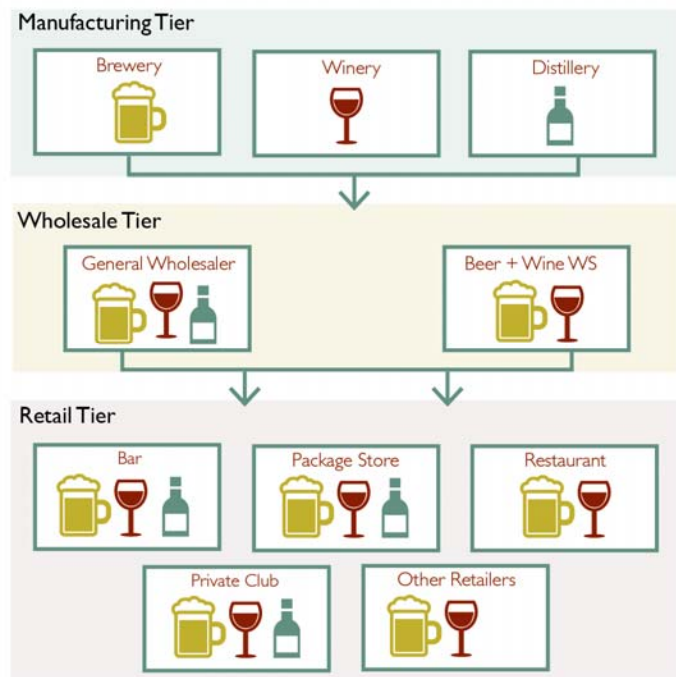 Manufacturing Tier
Brewery
Winery
Distillery
Wholesale Tier
General Wholesaler
Beer + Wine WS
Retail Tier
Bar
Package Store
Restaurant
Private Club
Other Retailers